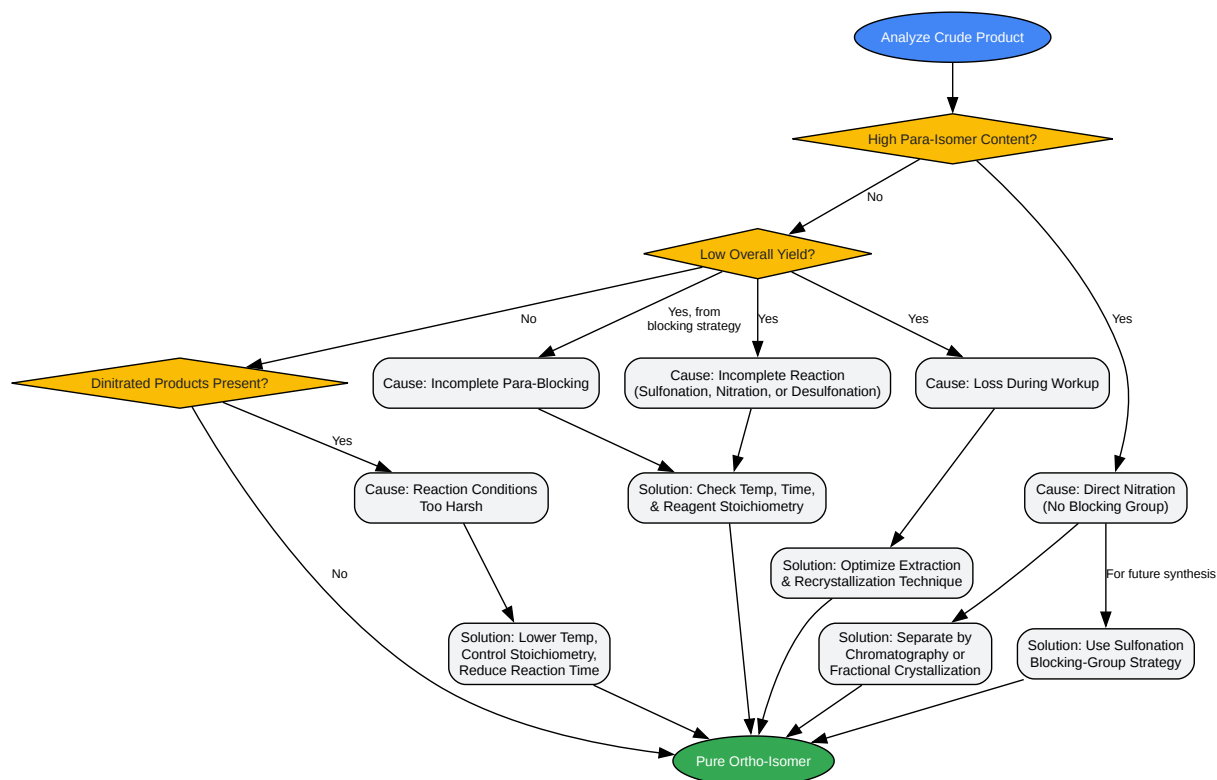 Analyze Crude Product
High Para-Isomer Content?
No
Low Overall Yield?
No
Yes, from
blocking strategy
Yes
Yes
Yes
Dinitrated Products Present?
Cause: Incomplete Para-Blocking
Cause: Incomplete Reaction
(Sulfonation, Nitration, or Desulfonation)
Cause: Loss During Workup
Yes
Cause: Reaction Conditions
Too Harsh
Solution: Check Temp, Time,
& Reagent Stoichiometry
Cause: Direct Nitration
(No Blocking Group)
No
Solution: Optimize Extraction
& Recrystallization Technique
For future synthesis
Solution: Lower Temp,
Control Stoichiometry,
Reduce Reaction Time
Solution: Separate by
Chromatography or
Fractional Crystallization
Solution: Use Sulfonation
Blocking-Group Strategy
Pure Ortho-Isomer